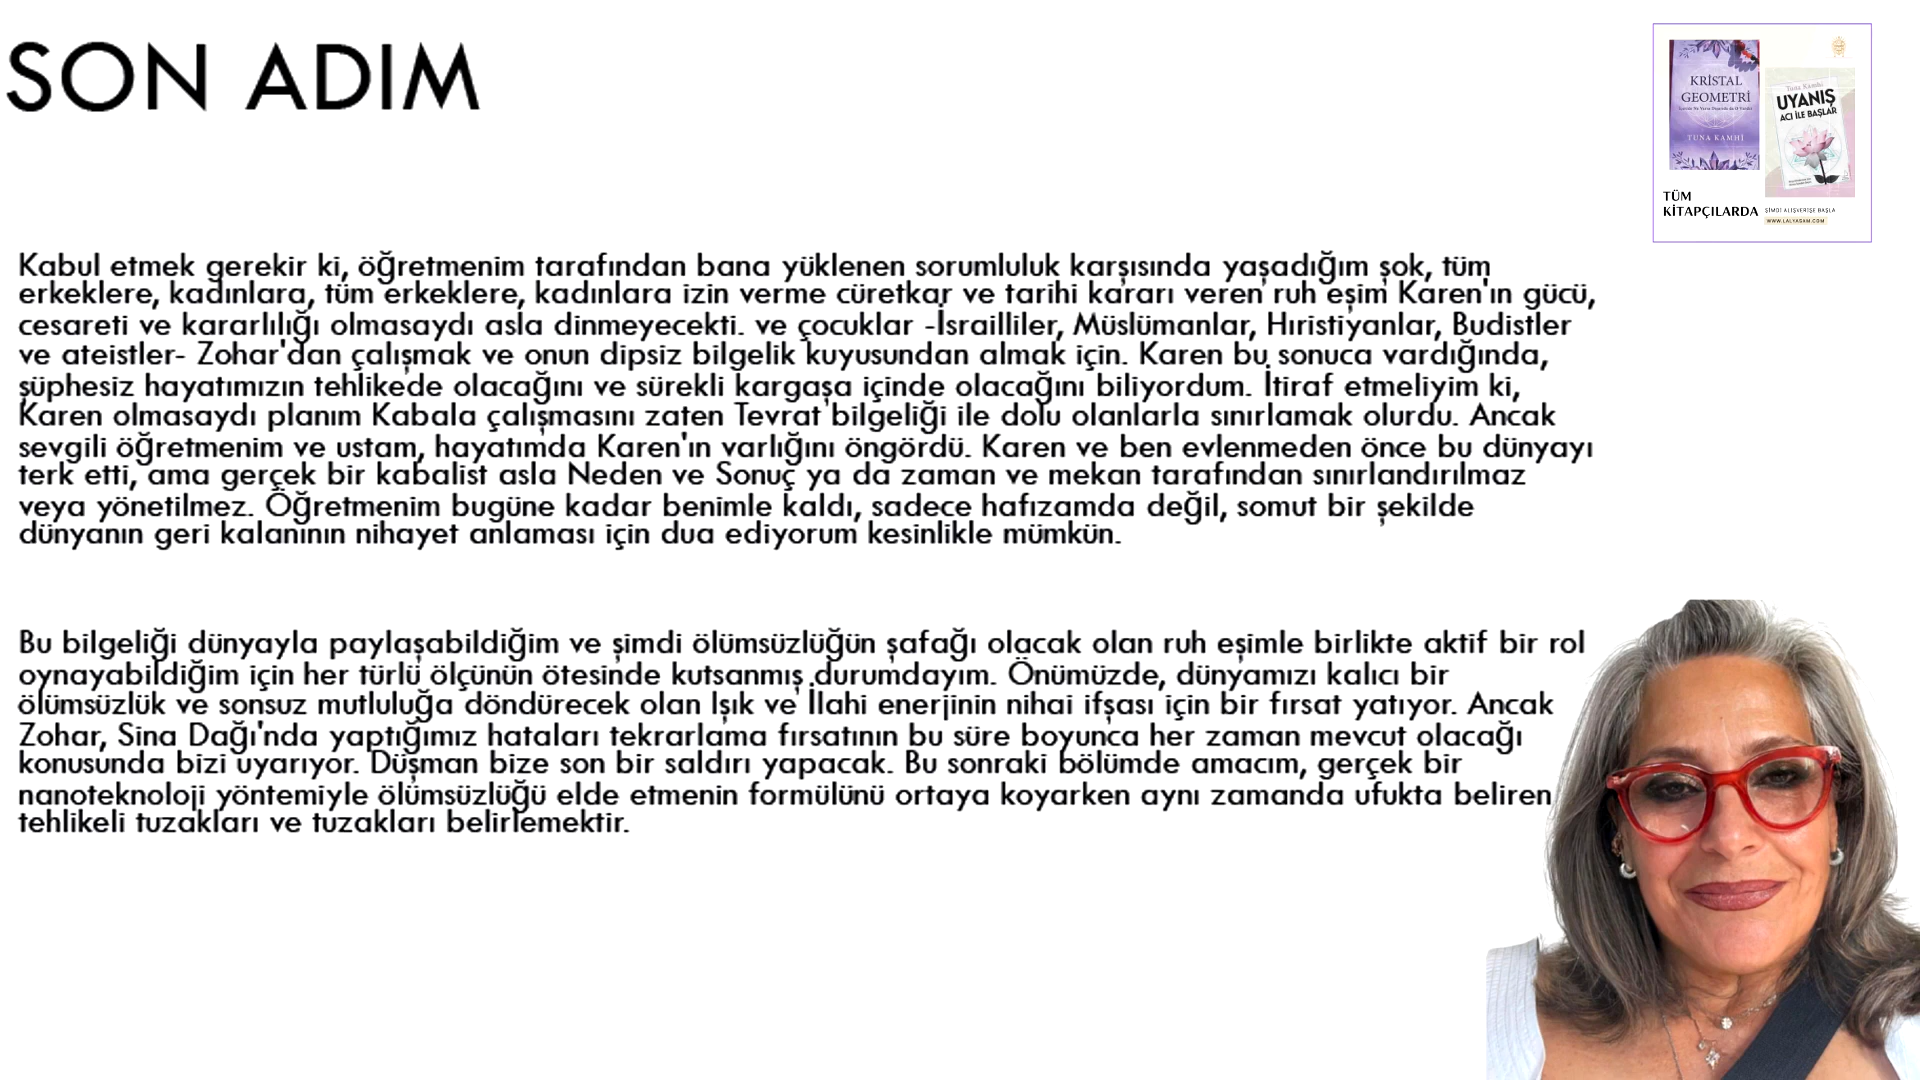 SON ADIM
KRİSTAL
GEOMETRİ
TUNA KAMHİ
Tuna Kamhi
UYANIŞ
ACI İLE BAŞLAR
TÜM
KİTAPÇILARDA
ŞİMDİ ALIŞVERİŞE BAŞLA
WWW.LALYASAM.COM
Kabul etmek gerekir ki, öğretmenim tarafından bana yüklenen sorumluluk karşısında yaşadığım şok, tüm
erkeklere, kadınlara, tüm erkeklere, kadınlara izin verme cüretkar ve tarihi kararı veren ruh eşim Karen'ın gücü,
cesareti ve kararlılığı olmasaydı asla dinmeyecekti. ve çocuklar -İsrailliler, Müslümanlar, Hıristiyanlar, Budistler
ve ateistler- Zohar'dan çalışmak ve onun dipsiz bilgelik kuyusundan almak için. Karen bu sonuca vardığında,
şüphesiz hayatımızın tehlikede olacağını ve sürekli kargaşa içinde olacağını biliyordum. İtiraf etmeliyim ki,
Karen olmasaydı planım Kabala çalışmasını zaten Tevrat bilgeliği ile dolu olanlarla sınırlamak olurdu. Ancak
sevgili öğretmenim ve ustam, hayatımda Karen'ın varlığını öngördü. Karen ve ben evlenmeden önce bu dünyayı
terk etti, ama gerçek bir kabalist asla Neden ve Sonuç ya da zaman ve mekan tarafından sınırlandırılmaz
veya yönetilmez. Öğretmenim bugüne kadar benimle kaldı, sadece hafızamda değil, somut bir şekilde
dünyanın geri kalanının nihayet anlaması için dua ediyorum kesinlikle mümkün.
Bu bilgeliği dünyayla paylaşabildiğim ve şimdi ölümsüzlüğün şafağı olacak olan ruh eşimle birlikte aktif bir rol
oynayabildiğim için her türlü ölçünün ötesinde kutsanmış durumdayım. Önümüzde, dünyamızı kalıcı bir
ölümsüzlük ve sonsuz mutluluğa döndürecek olan Işık ve İlahi enerjinin nihai ifşası için bir fırsat yatıyor. Ancak
Zohar, Sina Dağı'nda yaptığımız hataları tekrarlama fırsatının bu süre boyunca her zaman mevcut olacağı
konusunda bizi uyarıyor. Düşman bize son bir saldırı yapacak. Bu sonraki bölümde amacım, gerçek bir
nanoteknoloji yöntemiyle ölümsüzlüğü elde etmenin formülünü ortaya koyarken aynı zamanda ufukta beliren
tehlikeli tuzakları ve tuzakları belirlemektir.